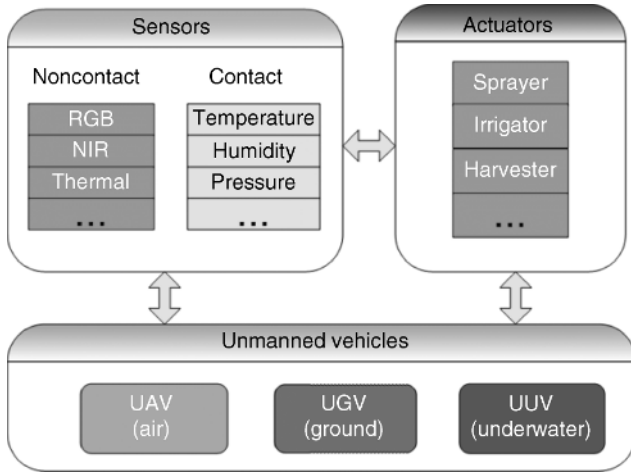 Sensors
Noncontact
RGB
NIR
Thermal
...
Contact
Temperature
Humidity
Pressure
...
Actuators
Sprayer
Irrigator
Harvester
...
Unmanned vehicles
UAV
(air)
UGV
(ground)
UUV
(underwater)